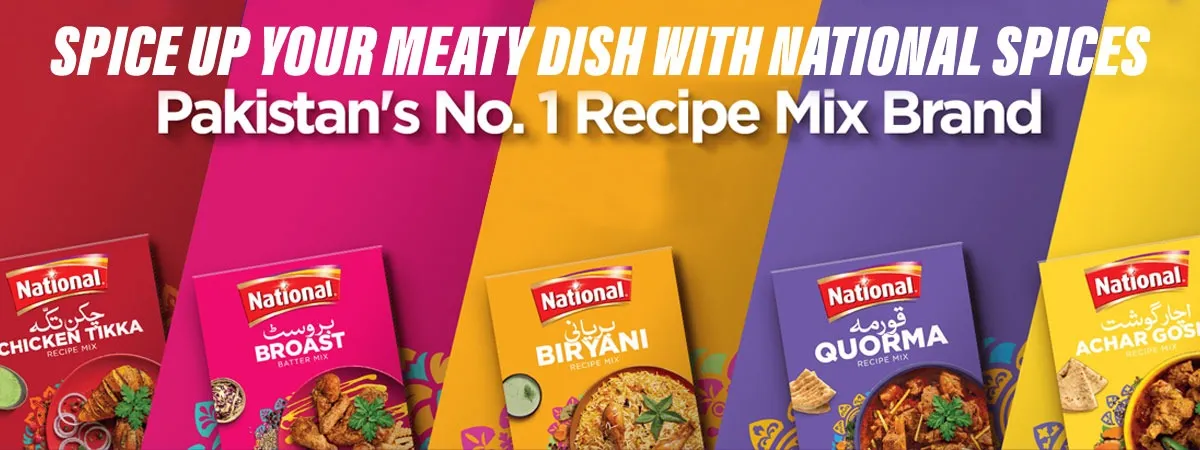 SPICE UP YOUR MEATY DISH WITH NATIONAL SPICES
Pakistan's No. 1 Recipe Mix Brand
National
چکن تکہ
CHICKEN TIKKA
RECIPE MIX
National
بروسٹ
BROAST
BATTER MIX
National
بریانی
BIRYANI
RECIPE MIX
National
قورمہ
QUORMA
RECIPE MIX
National
اچار گوشت
ACHAR GOS
RECIPE MIX